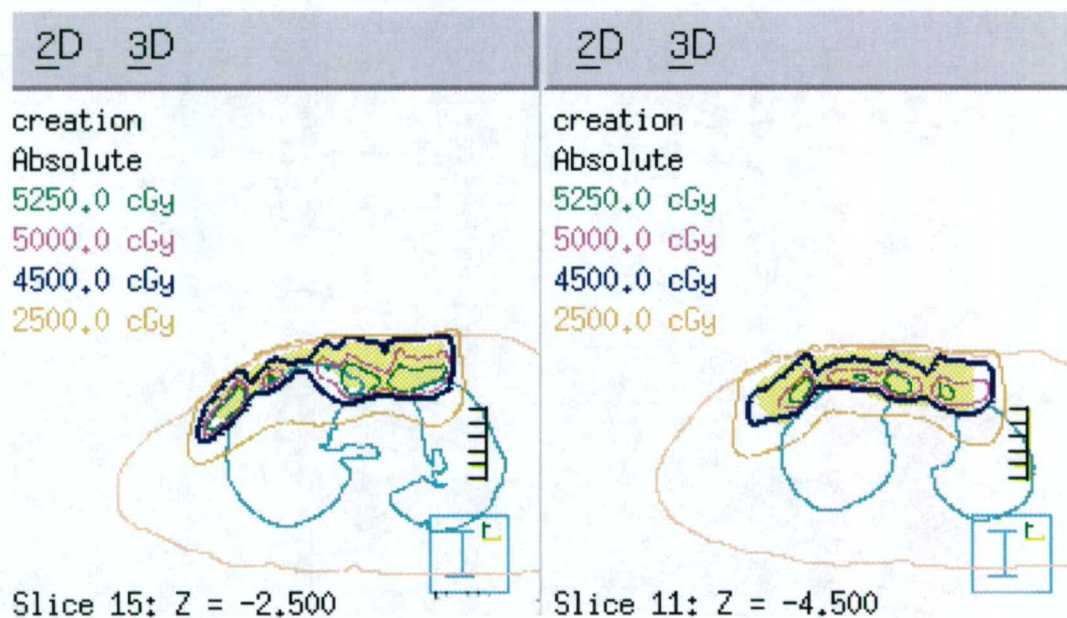 2D 3D
creation
Absolute
5250.0 cGy
5000.0 cGy
4500.0 cGy
2500.0 cGy
Slice 15: Z = -2.500
2D 3D
creation
Absolute
5250.0 cGy
5000.0 cGy
4500.0 cGy
2500.0 cGy
Slice 11: Z = -4.500